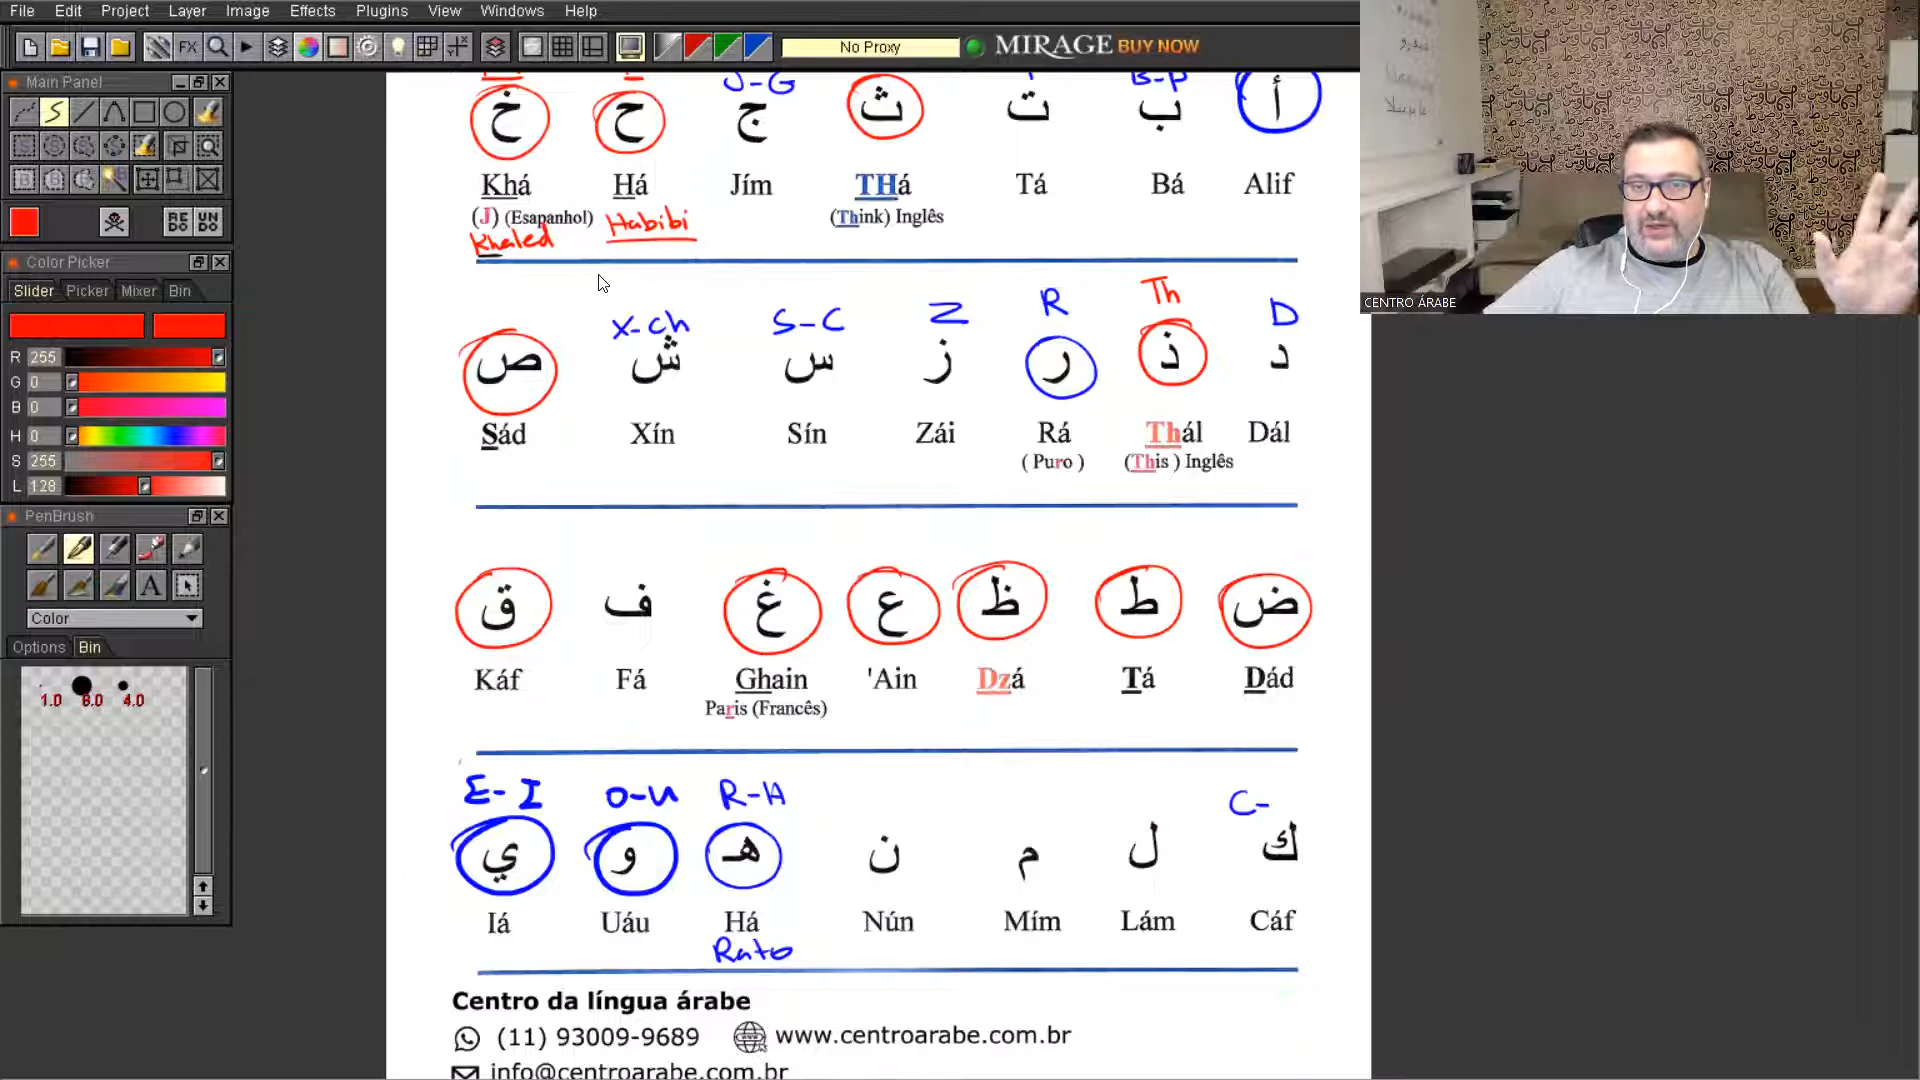 File Edit Project Layer Image Effects Plugins View Windows Help
FX No Proxy MIRAGE BUY NOW
Main Panel
RE DO UN DO
Color Picker
Slider Picker Mixer Bin
R 255
G 0
B 0
H 0
S 255
L 128
PenBrush
A
Color
Options Bin
1.0 8.0 4.0
J-G B-P
خ ح ج ث ت ب أ
Khá Há Jím THá Tá Bá Alif
(J) (Esapanhol) Habibi (Think) Inglês
Khaled
X-ch S-C Z R Th D
ص ش س ز ر ذ د
Sád Xín Sín Zái Rá Thál Dál
( Puro ) (This ) Inglês
ق ف غ ع ظ ط ض
Káf Fá Ghain 'Ain Dzá Tá Dád
Paris (Francês)
E-I O-U R-H C-
ي و هـ ن م ل ك
Iá Uáu Há Nún Mím Lám Cáf
Rato
Centro da língua árabe
(11) 93009-9689 www.centroarabe.com.br
info@centroarabe.com.br
CENTRO ÁRABE